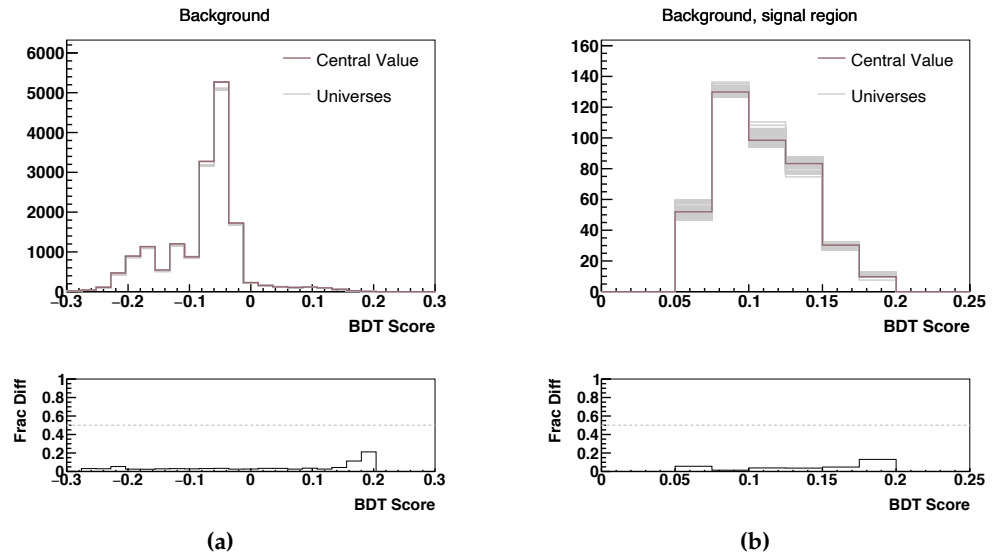 Background
6000
5000
4000
3000
2000
1000
0
Central Value
Universes
−0.3 −0.2 −0.1 0 0.1 0.2 0.3
BDT Score
Frac Diff
1
0.8
0.6
0.4
0.2
0
−0.3 −0.2 −0.1 0 0.1 0.2 0.3
BDT Score
(a)
Background, signal region
160
140
120
100
80
60
40
20
0
Central Value
Universes
0 0.05 0.1 0.15 0.2 0.25
BDT Score
Frac Diff
1
0.8
0.6
0.4
0.2
0
0 0.05 0.1 0.15 0.2 0.25
BDT Score
(b)